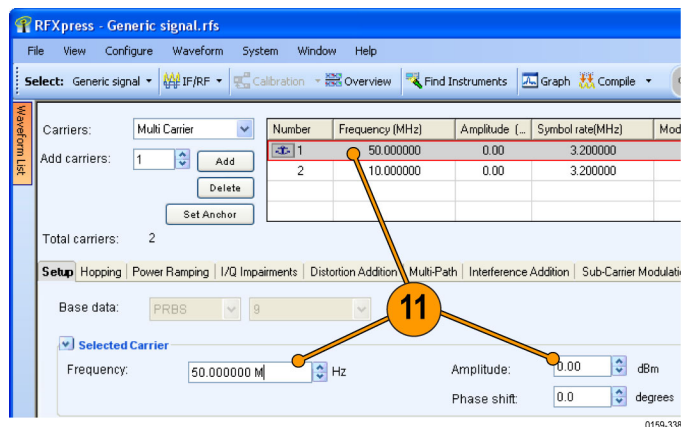 RFXpress - Generic signal.rfs
File View Configure Waveform System Window Help
Select: Generic signal IF/RF Calibration Overview Find Instruments Graph Compile
Waveform List
Carriers: Multi Carrier
Add carriers: 1 Add
Delete
Set Anchor
Total carriers: 2
Number Frequency (MHz) Amplitude (... Symbol rate(MHz) Mod
1 50.000000 0.00 3.200000
2 10.000000 0.00 3.200000
Setup Hopping Power Ramping I/Q Impairments Distortion Addition Multi-Path Interference Addition Sub-Carrier Modulati
Base data: PRBS 9
11
Selected Carrier
Frequency: 50.000000 M Hz
Amplitude: 0.00 dBm
Phase shift: 0.0 degrees
0159-338